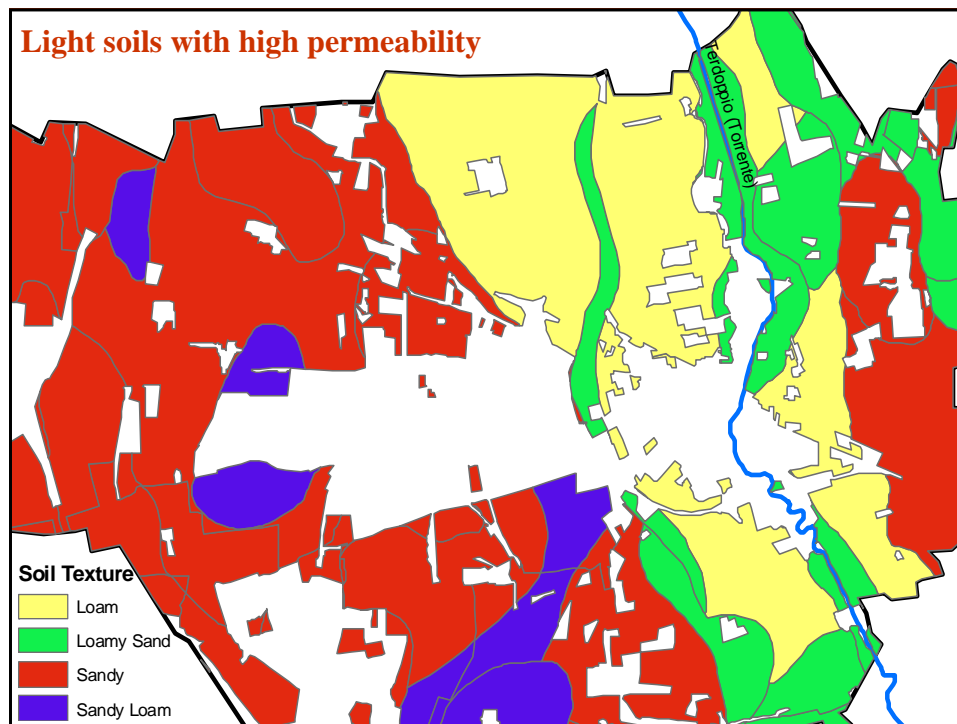 Light soils with high permeability
Terdoppio (Torrente)
Soil Texture
Loam
Loamy Sand
Sandy
Sandy Loam